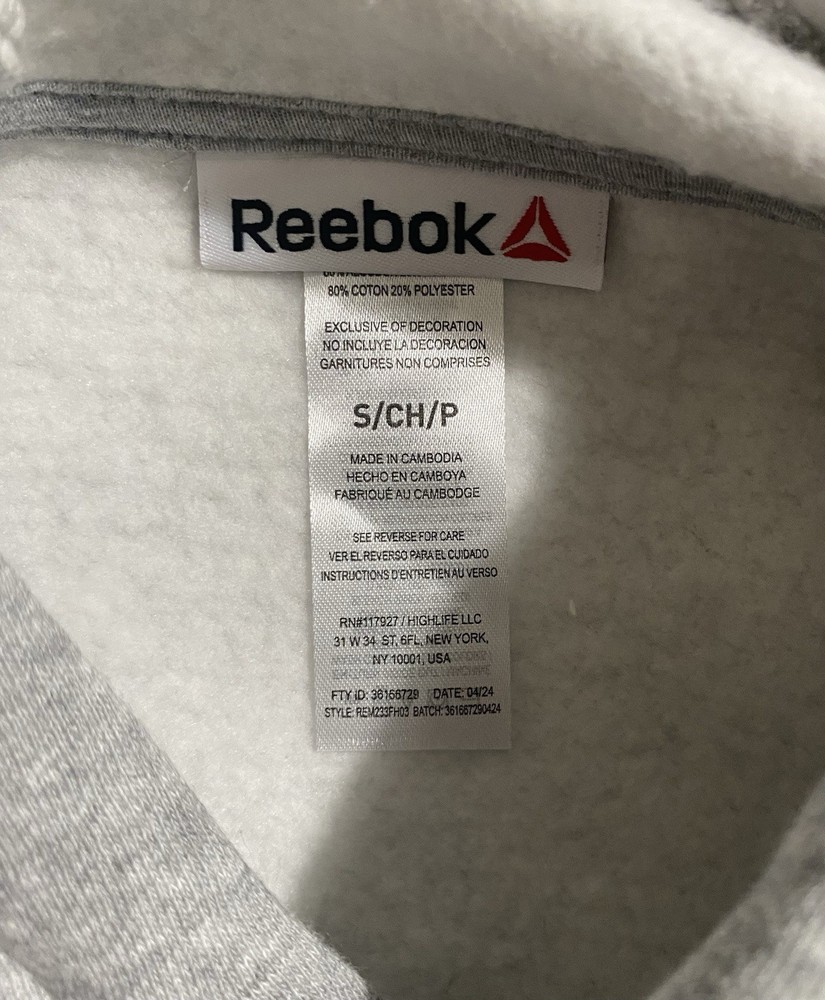 Reebok
80% COTON 20% POLYESTER
EXCLUSIVE OF DECORATION
NO INCLUYE LA DECORACION
GARNITURES NON COMPRISES
S/CH/P
MADE IN CAMBODIA
HECHO EN CAMBOYA
FABRIQUÉ AU CAMBODGE
SEE REVERSE FOR CARE
VER EL REVERSO PARA EL CUIDADO
INSTRUCTIONS D'ENTRETIEN AU VERSO
RN#117927 / HIGHLIFE LLC
31 W 34 ST, 6FL, NEW YORK,
NY 10001, USA
FTY ID: 36166729 DATE: 04/24
STYLE: REM233FH03 BATCH: 361667290424